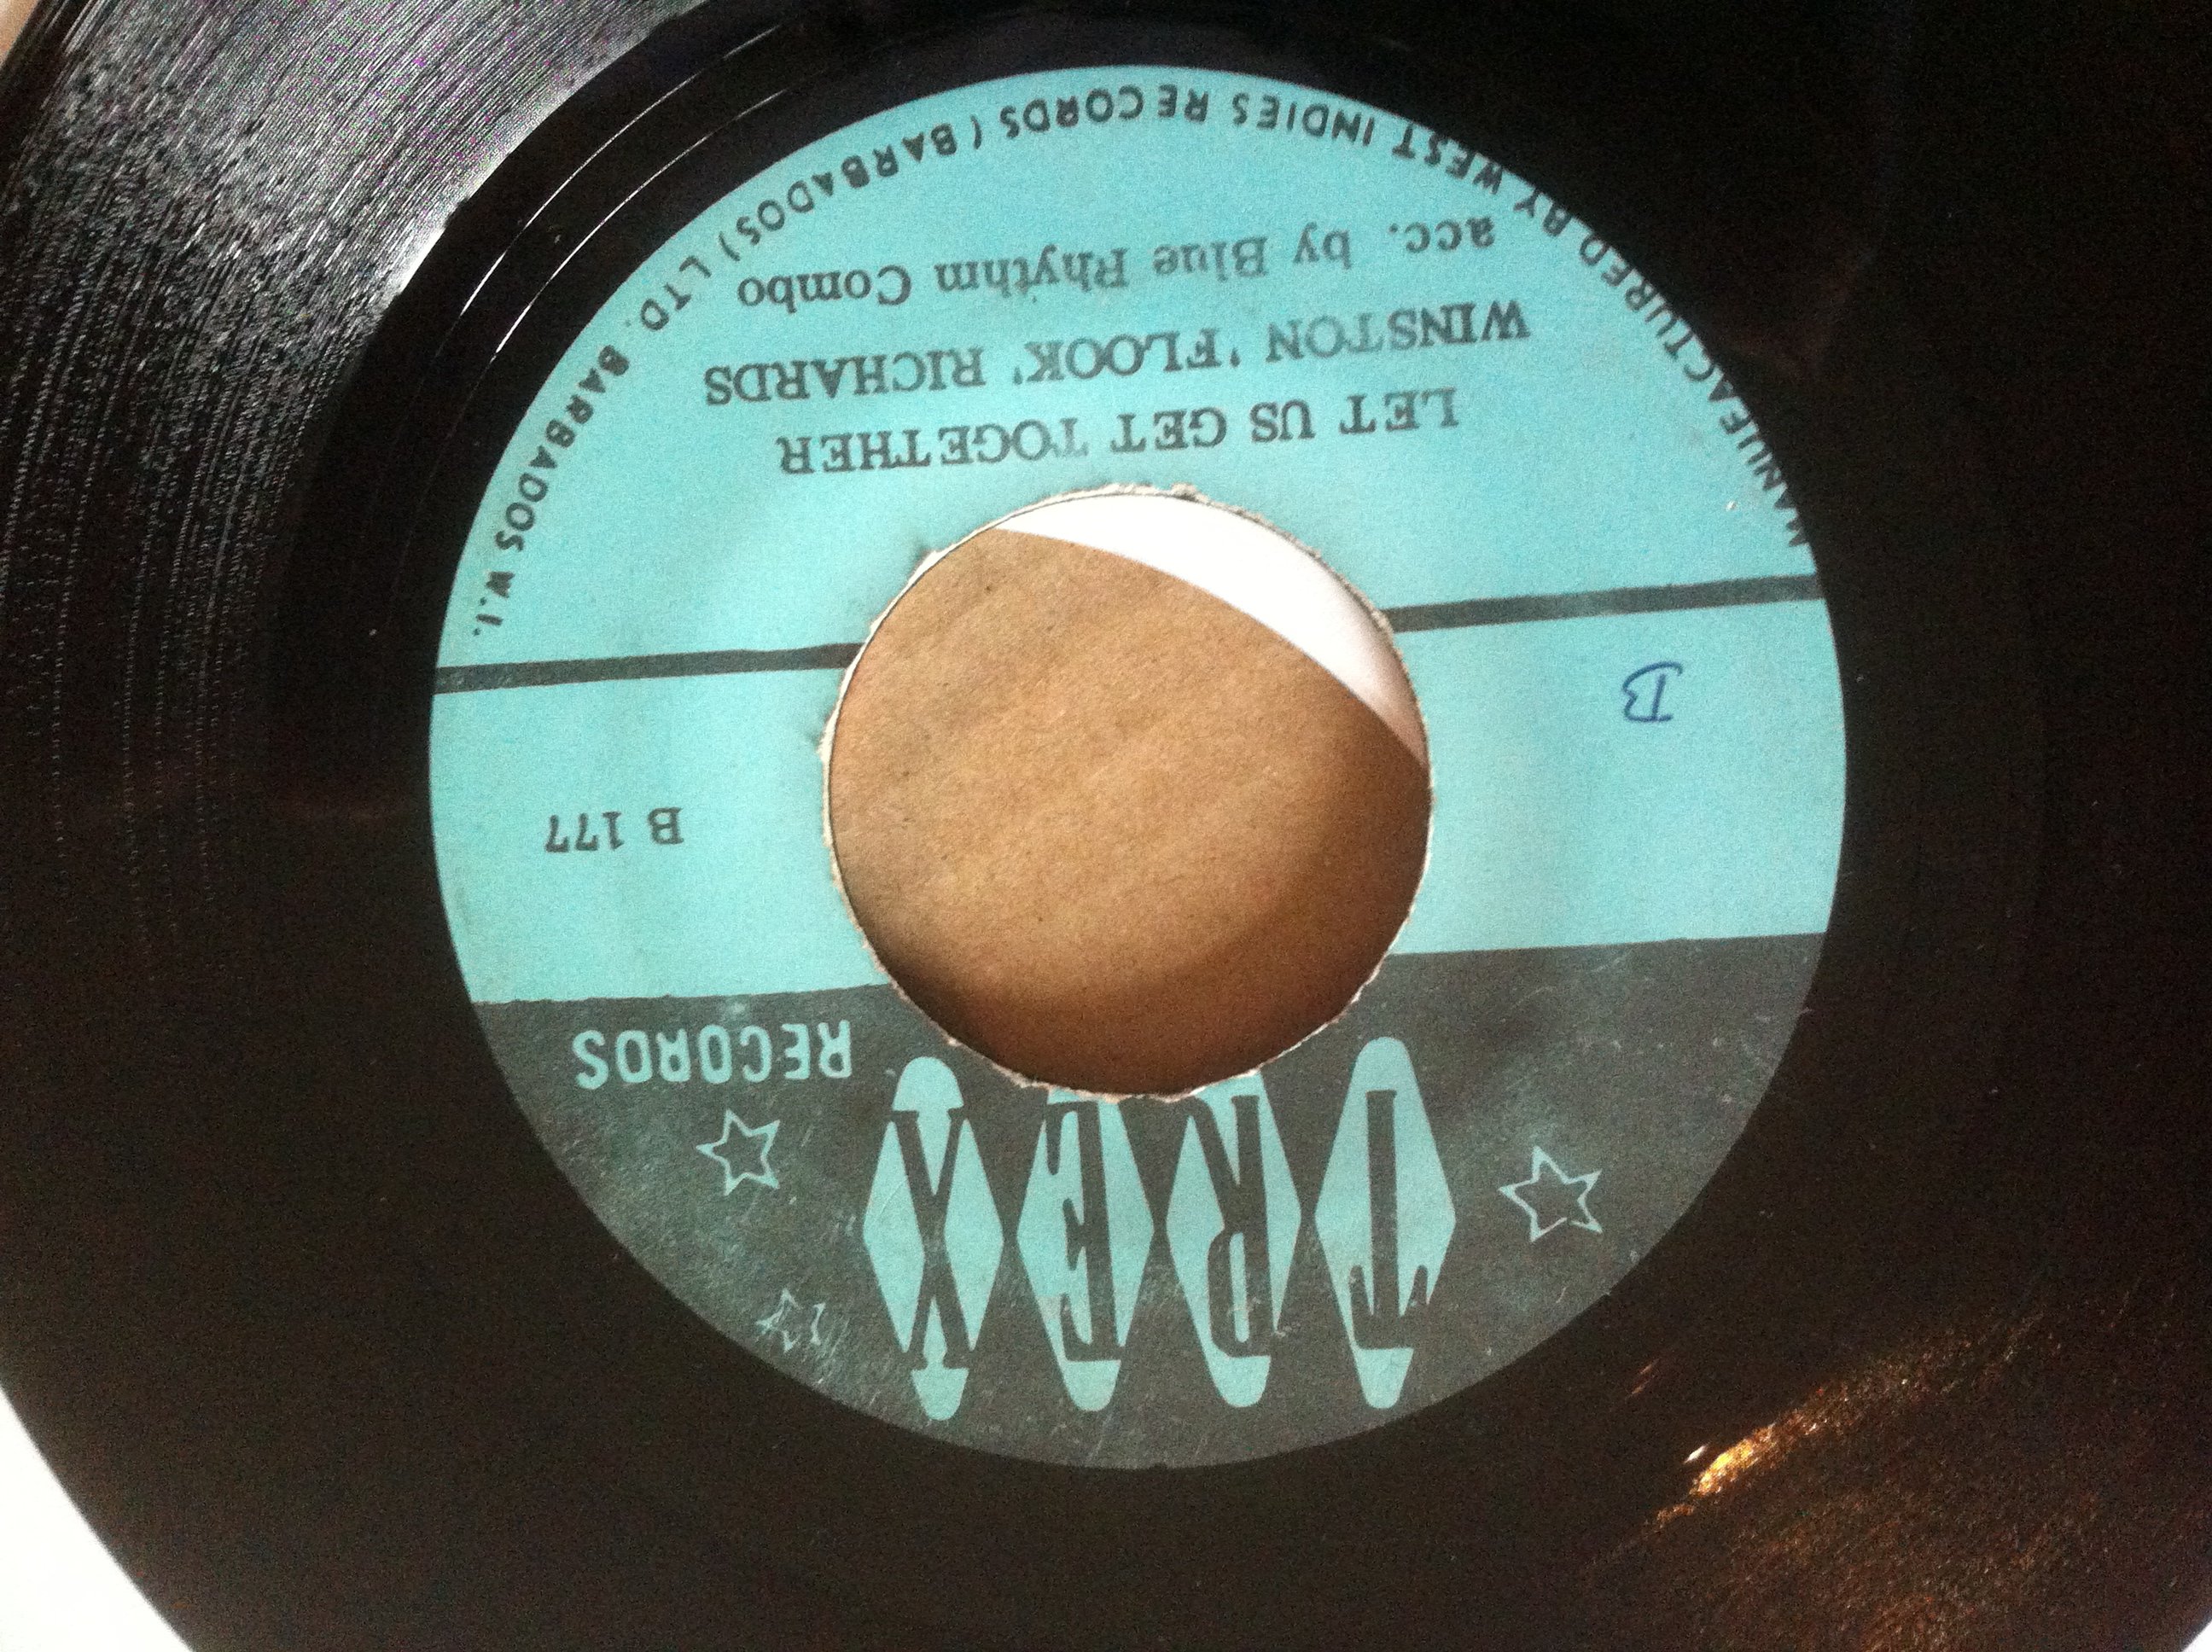 TREX
RECORDS
B 177
B
LET US GET TOGETHER
WINSTON 'FLOOK' RICHARDS
acc. by Blue Rhythm Combo
MANUFACTURED BY WEST INDIES RECORDS (BARBADOS) LTD. BARBADOS W.I.